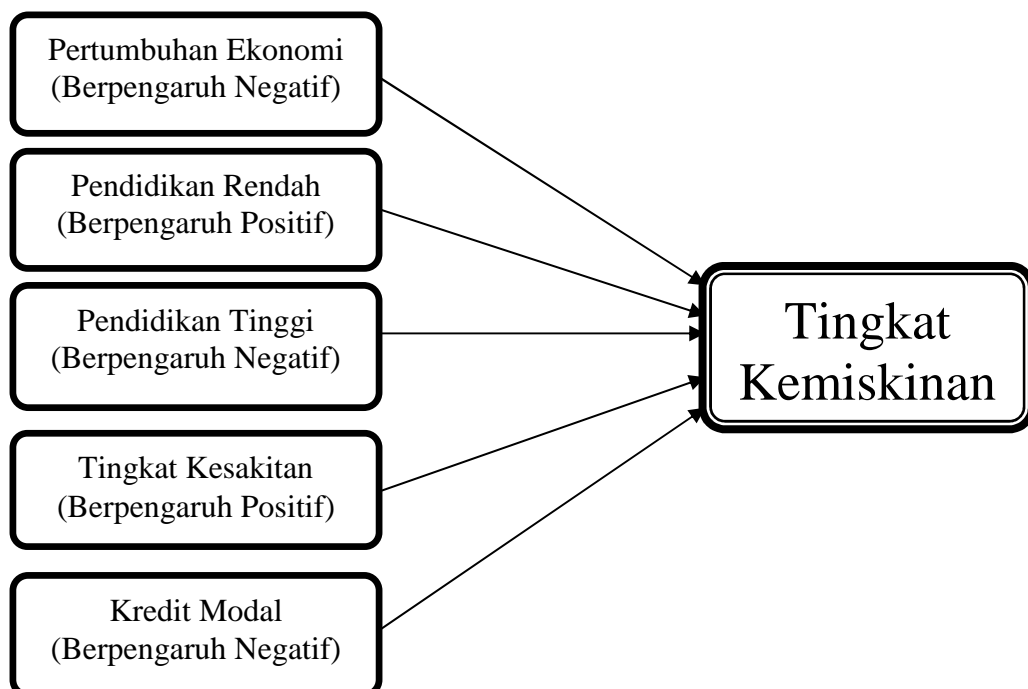 Pertumbuhan Ekonomi
(Berpengaruh Negatif)
Pendidikan Rendah
(Berpengaruh Positif)
Pendidikan Tinggi
(Berpengaruh Negatif)
Tingkat Kesakitan
(Berpengaruh Positif)
Kredit Modal
(Berpengaruh Negatif)
Tingkat
Kemiskinan